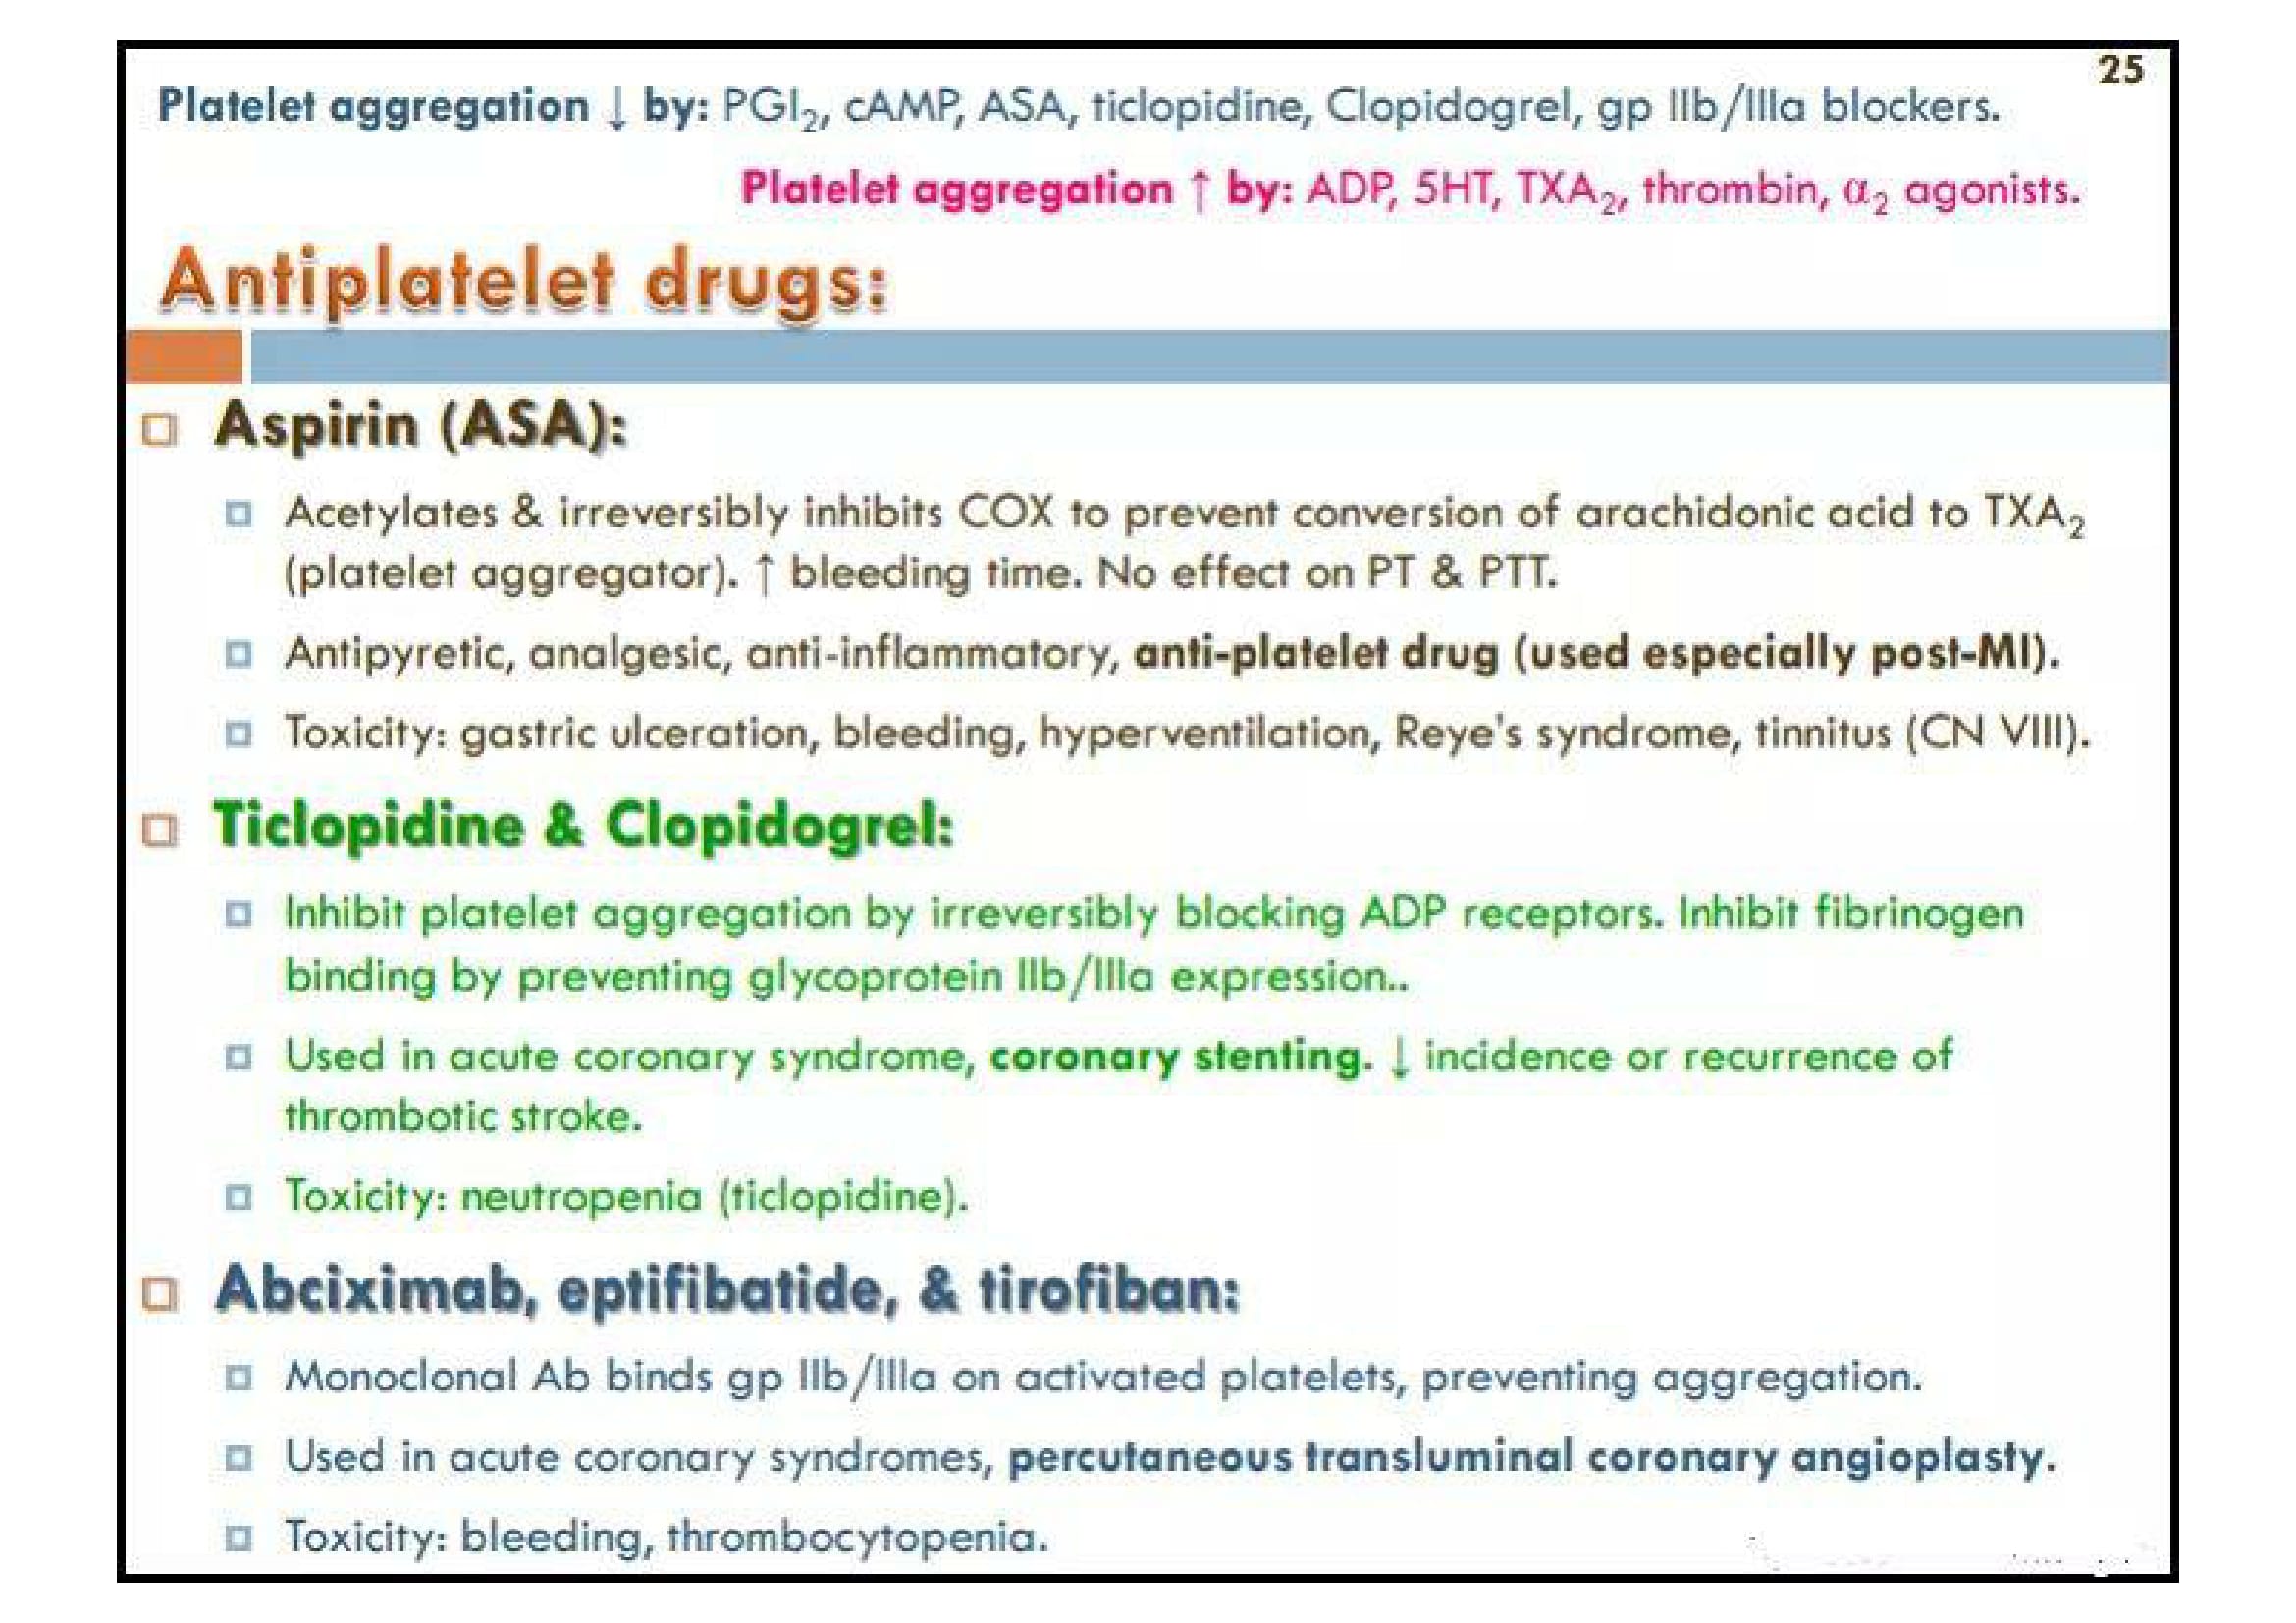 25
Platelet aggregation ↓ by: PGI₂, cAMP, ASA, ticlopidine, Clopidogrel, gp IIb/IIIa blockers.
Platelet aggregation ↑ by: ADP, 5HT, TXA₂, thrombin, α₂ agonists.
Antiplatelet drugs:
Aspirin (ASA):
Acetylates & irreversibly inhibits COX to prevent conversion of arachidonic acid to TXA₂
(platelet aggregator). ↑ bleeding time. No effect on PT & PTT.
Antipyretic, analgesic, anti-inflammatory, anti-platelet drug (used especially post-MI).
Toxicity: gastric ulceration, bleeding, hyperventilation, Reye's syndrome, tinnitus (CN VIII).
Ticlopidine & Clopidogrel:
Inhibit platelet aggregation by irreversibly blocking ADP receptors. Inhibit fibrinogen
binding by preventing glycoprotein IIb/IIIa expression..
Used in acute coronary syndrome, coronary stenting. ↓ incidence or recurrence of
thrombotic stroke.
Toxicity: neutropenia (ticlopidine).
Abciximab, eptifibatide, & tirofiban:
Monoclonal Ab binds gp IIb/IIIa on activated platelets, preventing aggregation.
Used in acute coronary syndromes, percutaneous transluminal coronary angioplasty.
Toxicity: bleeding, thrombocytopenia.